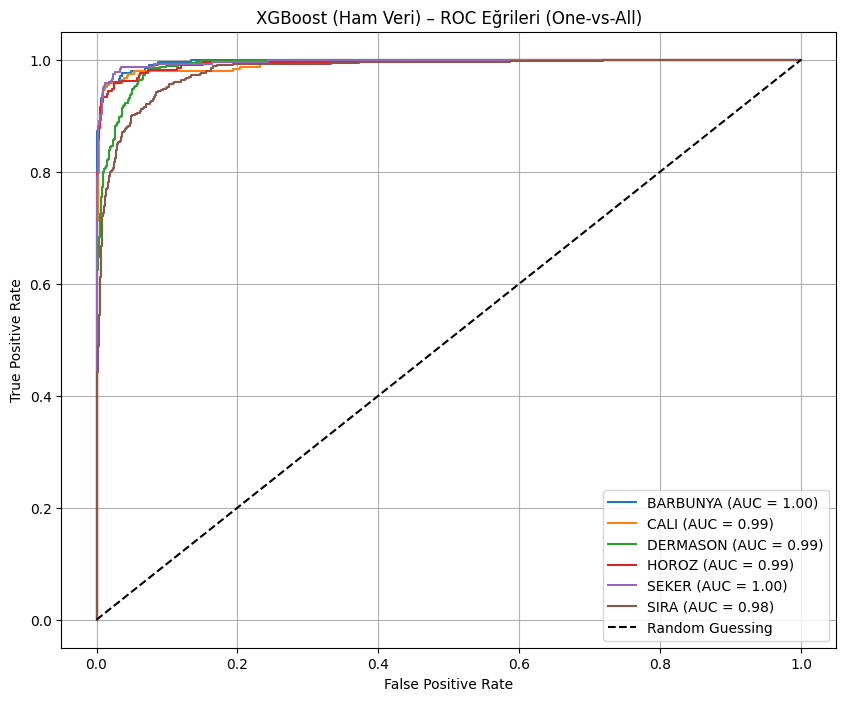 XGBoost (Ham Veri) – ROC Eğrileri (One-vs-All)
True Positive Rate
1.0
0.8
0.6
0.4
0.2
0.0
BARBUNYA (AUC = 1.00)
CALI (AUC = 0.99)
DERMASON (AUC = 0.99)
HOROZ (AUC = 0.99)
SEKER (AUC = 1.00)
SIRA (AUC = 0.98)
Random Guessing
0.0 0.2 0.4 0.6 0.8 1.0
False Positive Rate